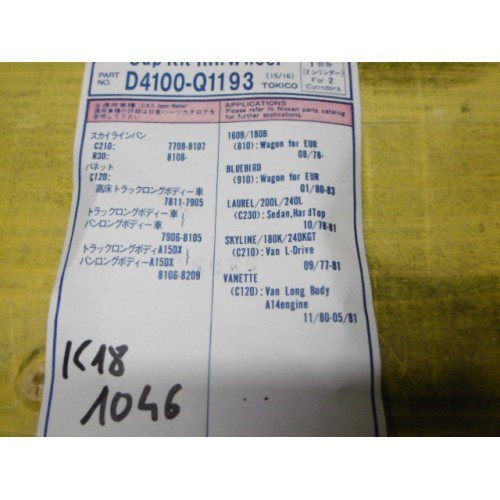 Cup Kit Rr.Wheel
PART NO. D4100-Q1193 (15/16) TOKICO
1台份
(2シリンダー)
For 2
Cylinders
適用車種 (
適用車種の詳細は日産パーツカタログを
参照して下さい
スカイラインバン
C210: 7708-8107
R30: 8108-
バネット
C120:
高床トラックロングボディー車
7811-7905
トラックロングボディー車
バンロングボディー車
7906-8105
トラックロングボディA15DX
バンロングボディーA15DX
8106-8209
APPLICATIONS
Please refer to Nissan parts catalog
for further applications.
160B/180B
(810): Wagon for EUR
08/78-
BLUEBIRD
(910): Wagon for EUR
01/80-83
LAUREL/200L/240L
(C230): Sedan, HardTop
10/78-81
SKYLINE/180K/240KGT
(C210): Van L-Drive
09/77-81
VANETTE
(C120): Van Long Body
A14engine
11/80-05/81
K18
1046